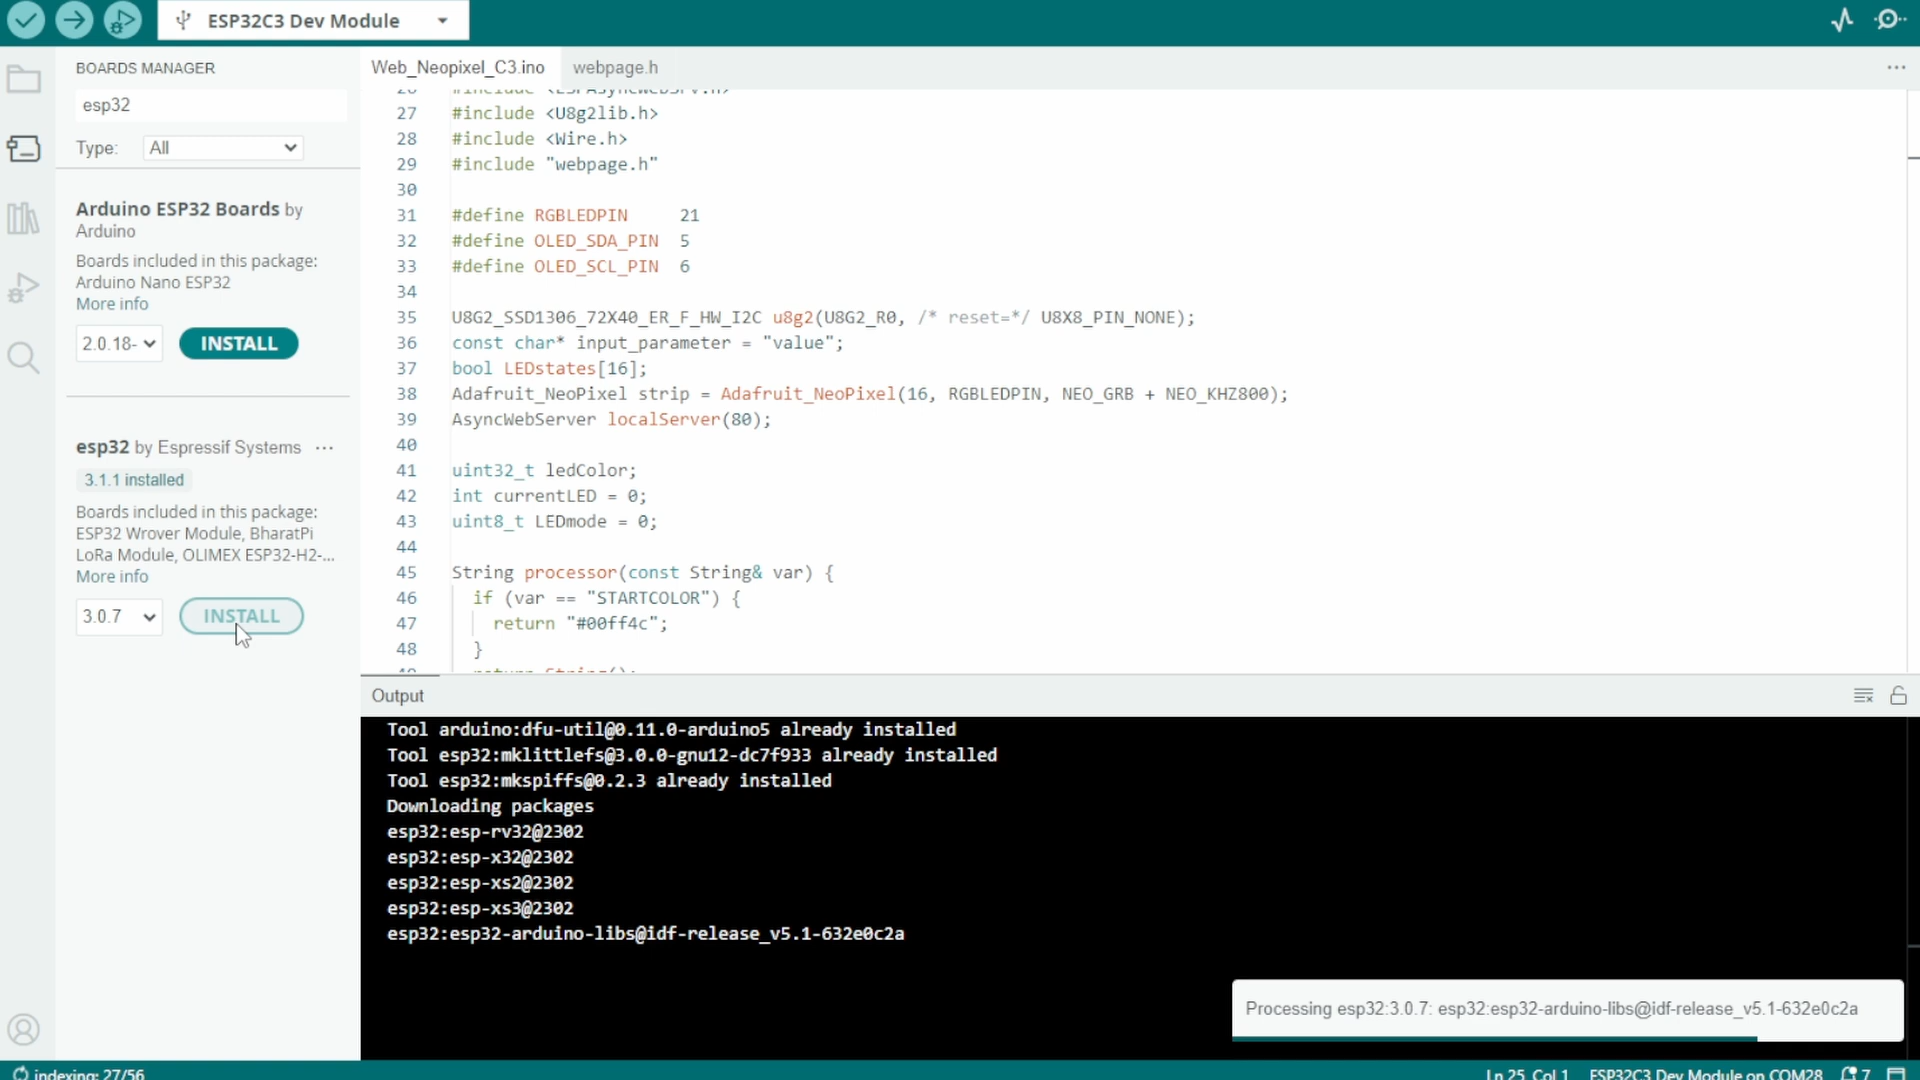 ESP32C3 Dev Module
BOARDS MANAGER
esp32
Type: All
Arduino ESP32 Boards by
Arduino
Boards included in this package:
Arduino Nano ESP32
More info
2.0.18- INSTALL
esp32 by Espressif Systems ...
3.1.1 installed
Boards included in this package:
ESP32 Wrover Module, BharatPi
LoRa Module, OLIMEX ESP32-H2-...
More info
3.0.7 INSTALL
Web_Neopixel_C3.ino webpage.h
27 #include <U8g2lib.h>
28 #include <Wire.h>
29 #include "webpage.h"
30
31 #define RGBLEDPIN 21
32 #define OLED_SDA_PIN 5
33 #define OLED_SCL_PIN 6
34
35 U8G2_SSD1306_72X40_ER_F_HW_I2C u8g2(U8G2_R0, /* reset=*/ U8X8_PIN_NONE);
36 const char* input_parameter = "value";
37 bool LEDstates[16];
38 Adafruit_NeoPixel strip = Adafruit_NeoPixel(16, RGBLEDPIN, NEO_GRB + NEO_KHZ800);
39 AsyncWebServer localServer(80);
40
41 uint32_t ledColor;
42 int currentLED = 0;
43 uint8_t LEDmode = 0;
44
45 String processor(const String& var) {
46 if (var == "STARTCOLOR") {
47 return "#00ff4c";
48 }
Output
Tool arduino:dfu-util@0.11.0-arduino5 already installed
Tool esp32:mklittlefs@3.0.0-gnu12-dc7f933 already installed
Tool esp32:mkspiffs@0.2.3 already installed
Downloading packages
esp32:esp-rv32@2302
esp32:esp-x32@2302
esp32:esp-xs2@2302
esp32:esp-xs3@2302
esp32:esp32-arduino-libs@idf-release_v5.1-632e0c2a
Processing esp32:3.0.7: esp32:esp32-arduino-libs@idf-release_v5.1-632e0c2a
indexing: 27/56
Ln 25, Col 1 ESP32C3 Dev Module on COM28 7